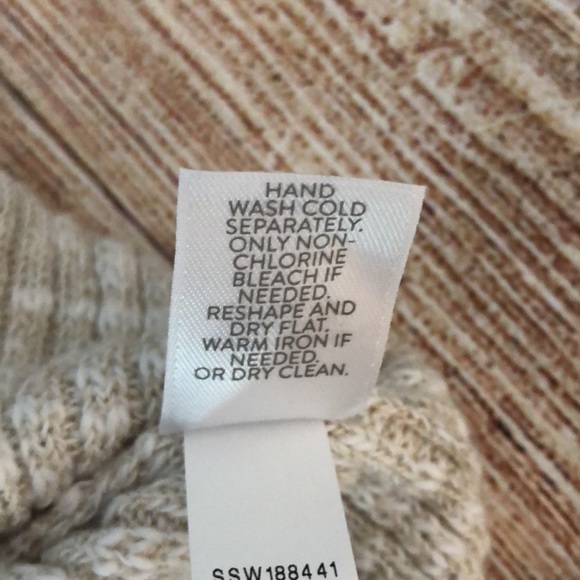 HAND
WASH COLD
SEPARATELY.
ONLY NON-
CHLORINE
BLEACH IF
NEEDED.
RESHAPE AND
DRY FLAT.
WARM IRON IF
NEEDED.
OR DRY CLEAN.
SSW188441